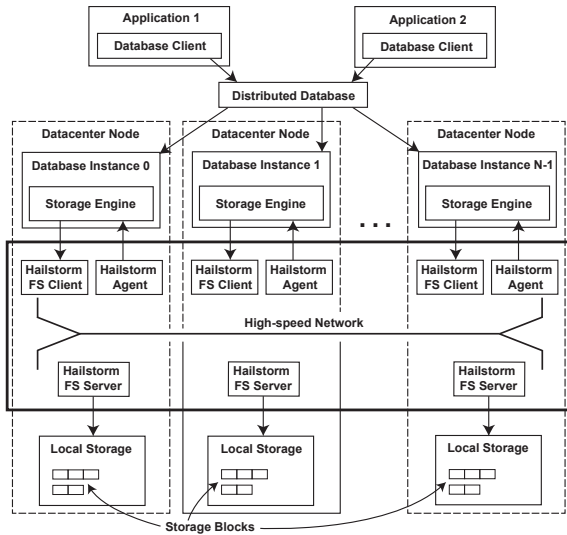 Application 1
Database Client
Application 2
Database Client
Distributed Database
Datacenter Node
Database Instance 0
Storage Engine
Datacenter Node
Database Instance 1
Storage Engine
. . .
Datacenter Node
Database Instance N-1
Storage Engine
Hailstorm
FS Client
Hailstorm
Agent
Hailstorm
FS Client
Hailstorm
Agent
Hailstorm
FS Client
Hailstorm
Agent
High-speed Network
Hailstorm
FS Server
Hailstorm
FS Server
Hailstorm
FS Server
Local Storage
Local Storage
Local Storage
Storage Blocks